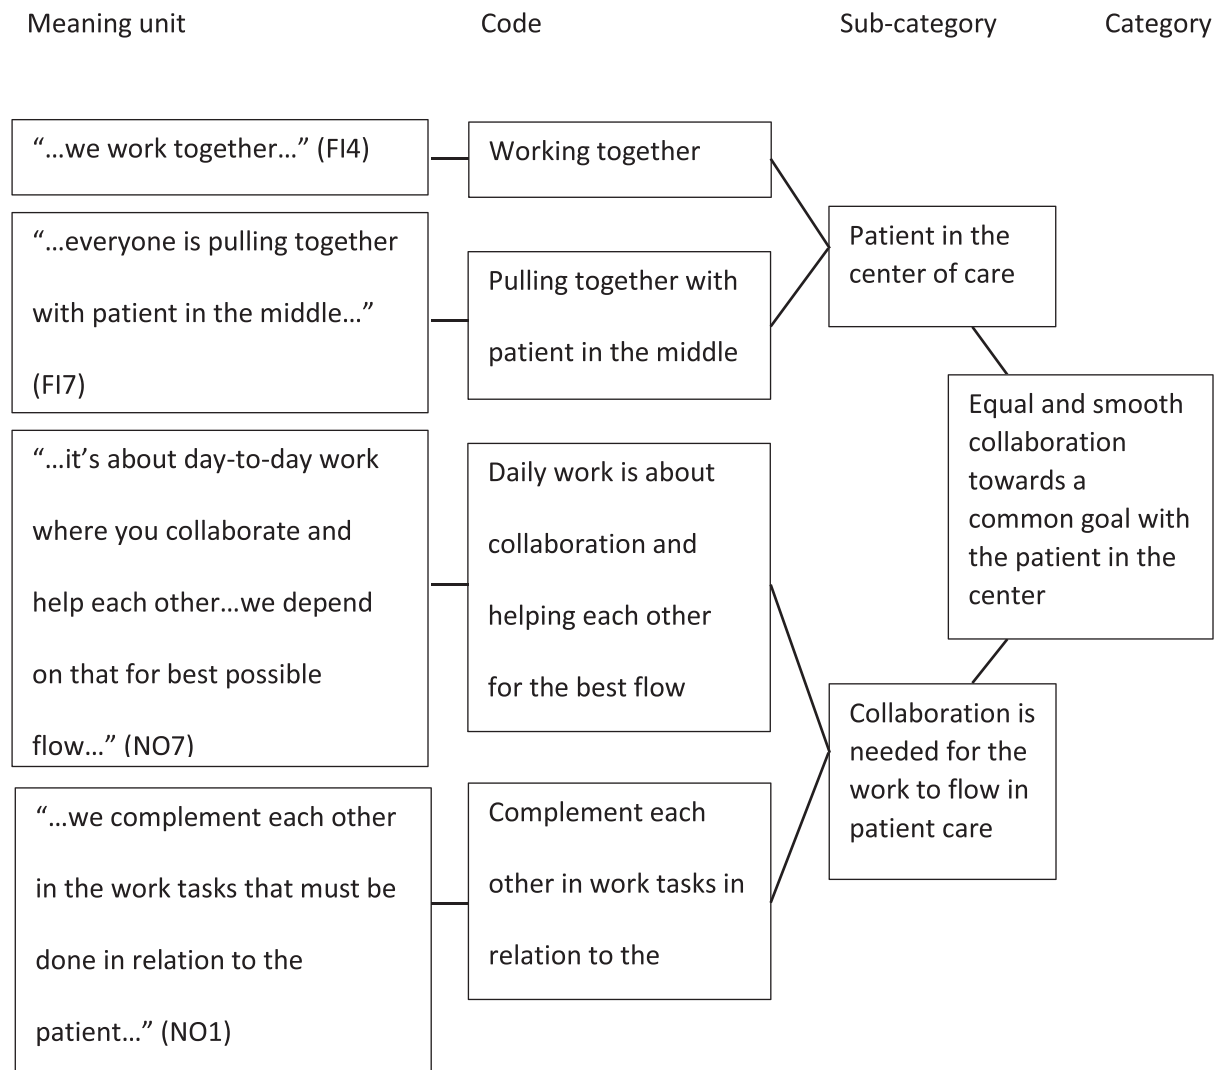 Meaning unit
Code
Sub-category
Category
“…we work together…” (FI4)
Working together
“…everyone is pulling together
with patient in the middle…”
(FI7)
Pulling together with
patient in the middle
Patient in the
center of care
“…it’s about day-to-day work
where you collaborate and
help each other…we depend
on that for best possible
flow…” (NO7)
Daily work is about
collaboration and
helping each other
for the best flow
Equal and smooth
collaboration
towards a
common goal with
the patient in the
center
“…we complement each other
in the work tasks that must be
done in relation to the
patient…” (NO1)
Complement each
other in work tasks in
relation to the
Collaboration is
needed for the
work to flow in
patient care